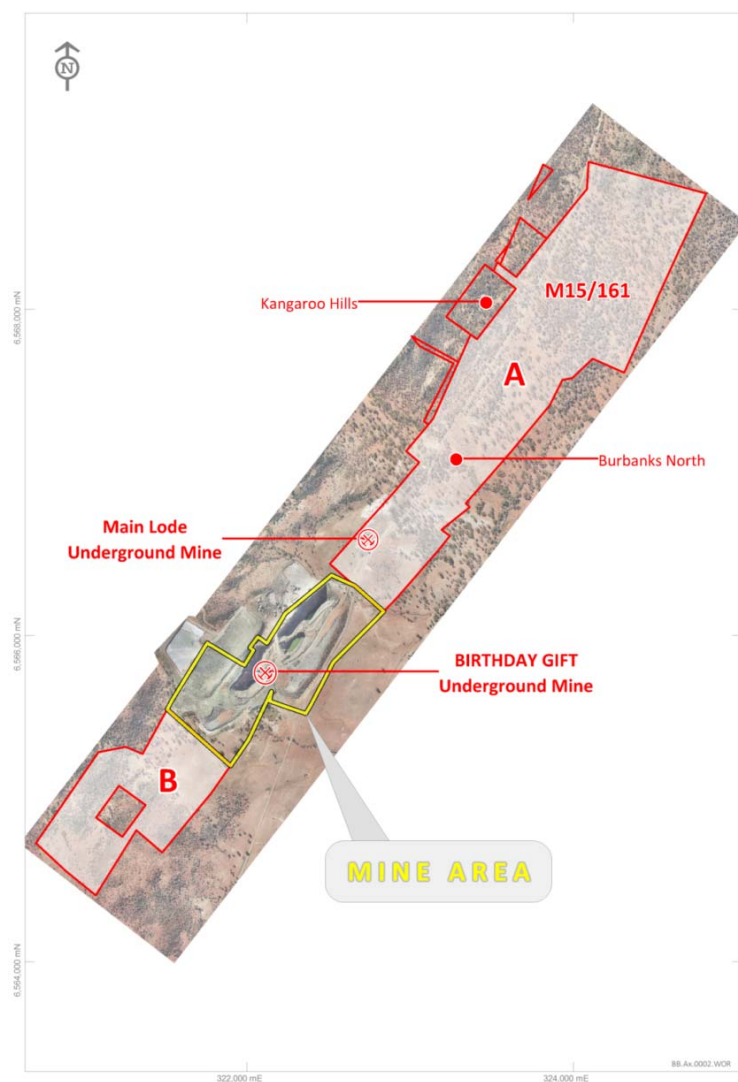 N
6,568,000 mN
Kangaroo Hills
M15/161
A
Burbanks North
Main Lode
Underground Mine
6,566,000 mN
BIRTHDAY GIFT
Underground Mine
B
MINE AREA
6,564,000 mN
322,000 mE
324,000 mE
BB.Ax.0002.WOR